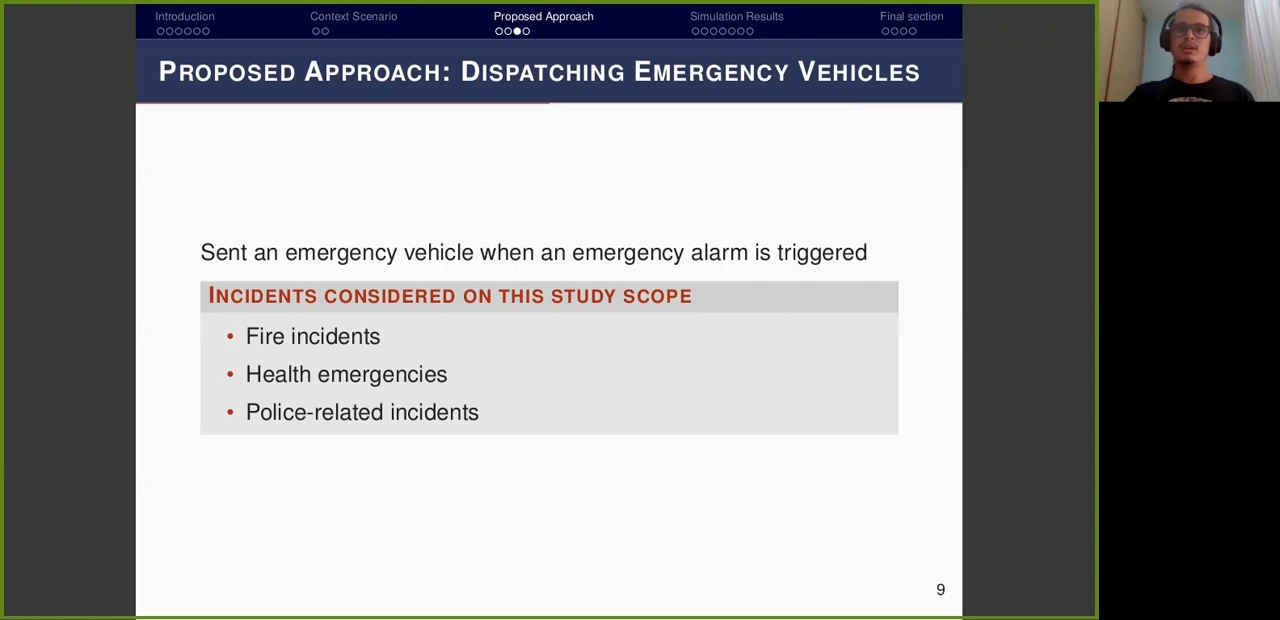 Introduction
Context Scenario
Proposed Approach
Simulation Results
Final section
PROPOSED APPROACH: DISPATCHING EMERGENCY VEHICLES
Sent an emergency vehicle when an emergency alarm is triggered
INCIDENTS CONSIDERED ON THIS STUDY SCOPE
• Fire incidents
• Health emergencies
• Police-related incidents
9